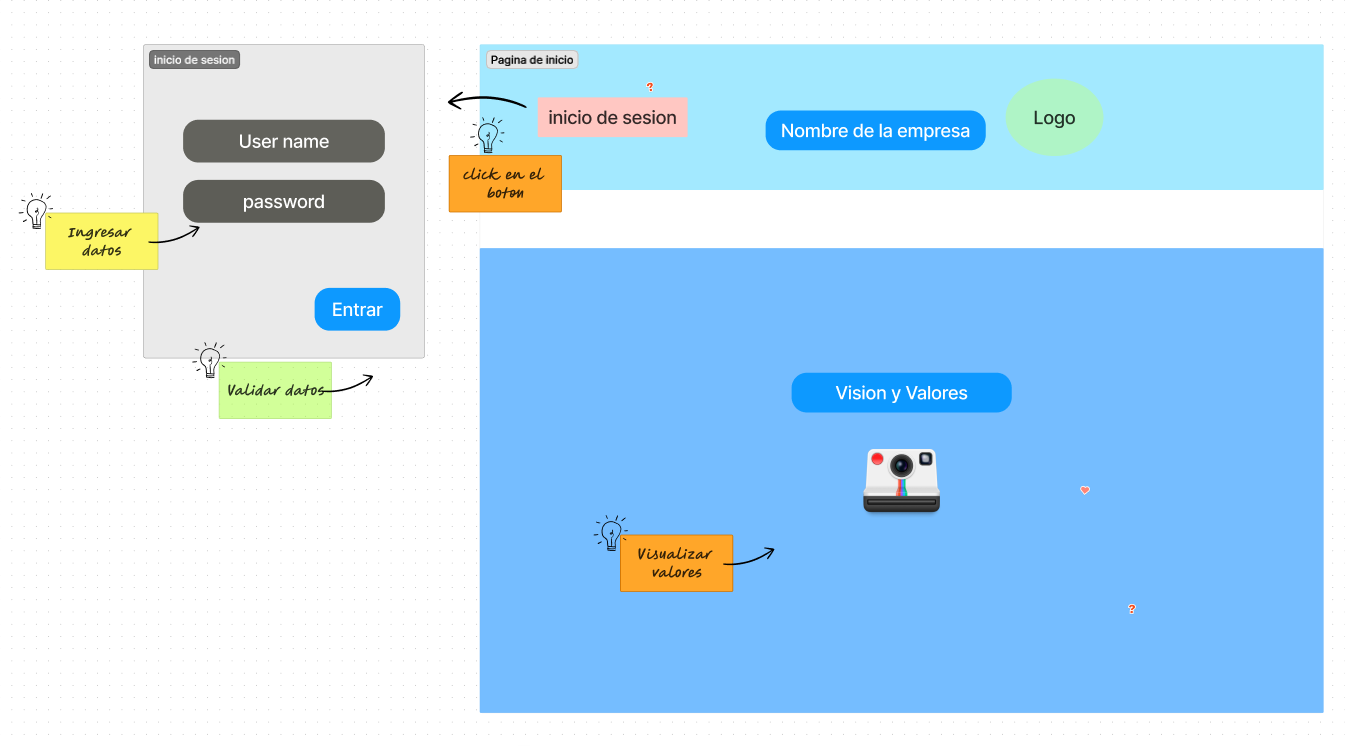 inicio de sesion
User name
password
Ingresar
datos
Entrar
Validar datos
Pagina de inicio
?
inicio de sesion
Nombre de la empresa
Logo
click en el
boton
Vision y Valores
Visualizar
valores
?